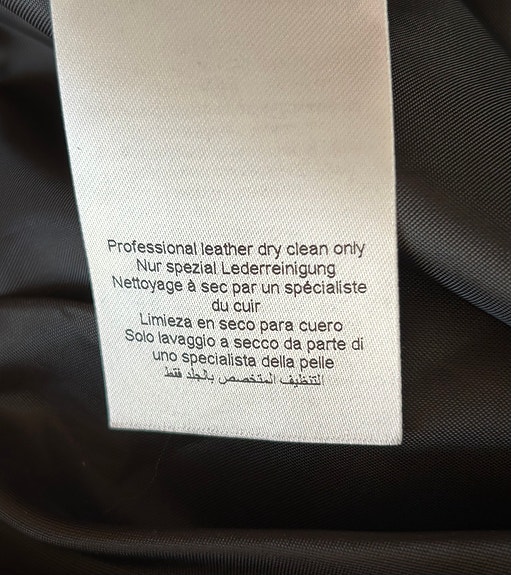 Professional leather dry clean only
Nur spezial Lederreinigung
Nettoyage à sec par un spécialiste
du cuir
Limieza en seco para cuero
Solo lavaggio a secco da parte di
uno specialista della pelle
التنظيف المتخصص بالجلد فقط